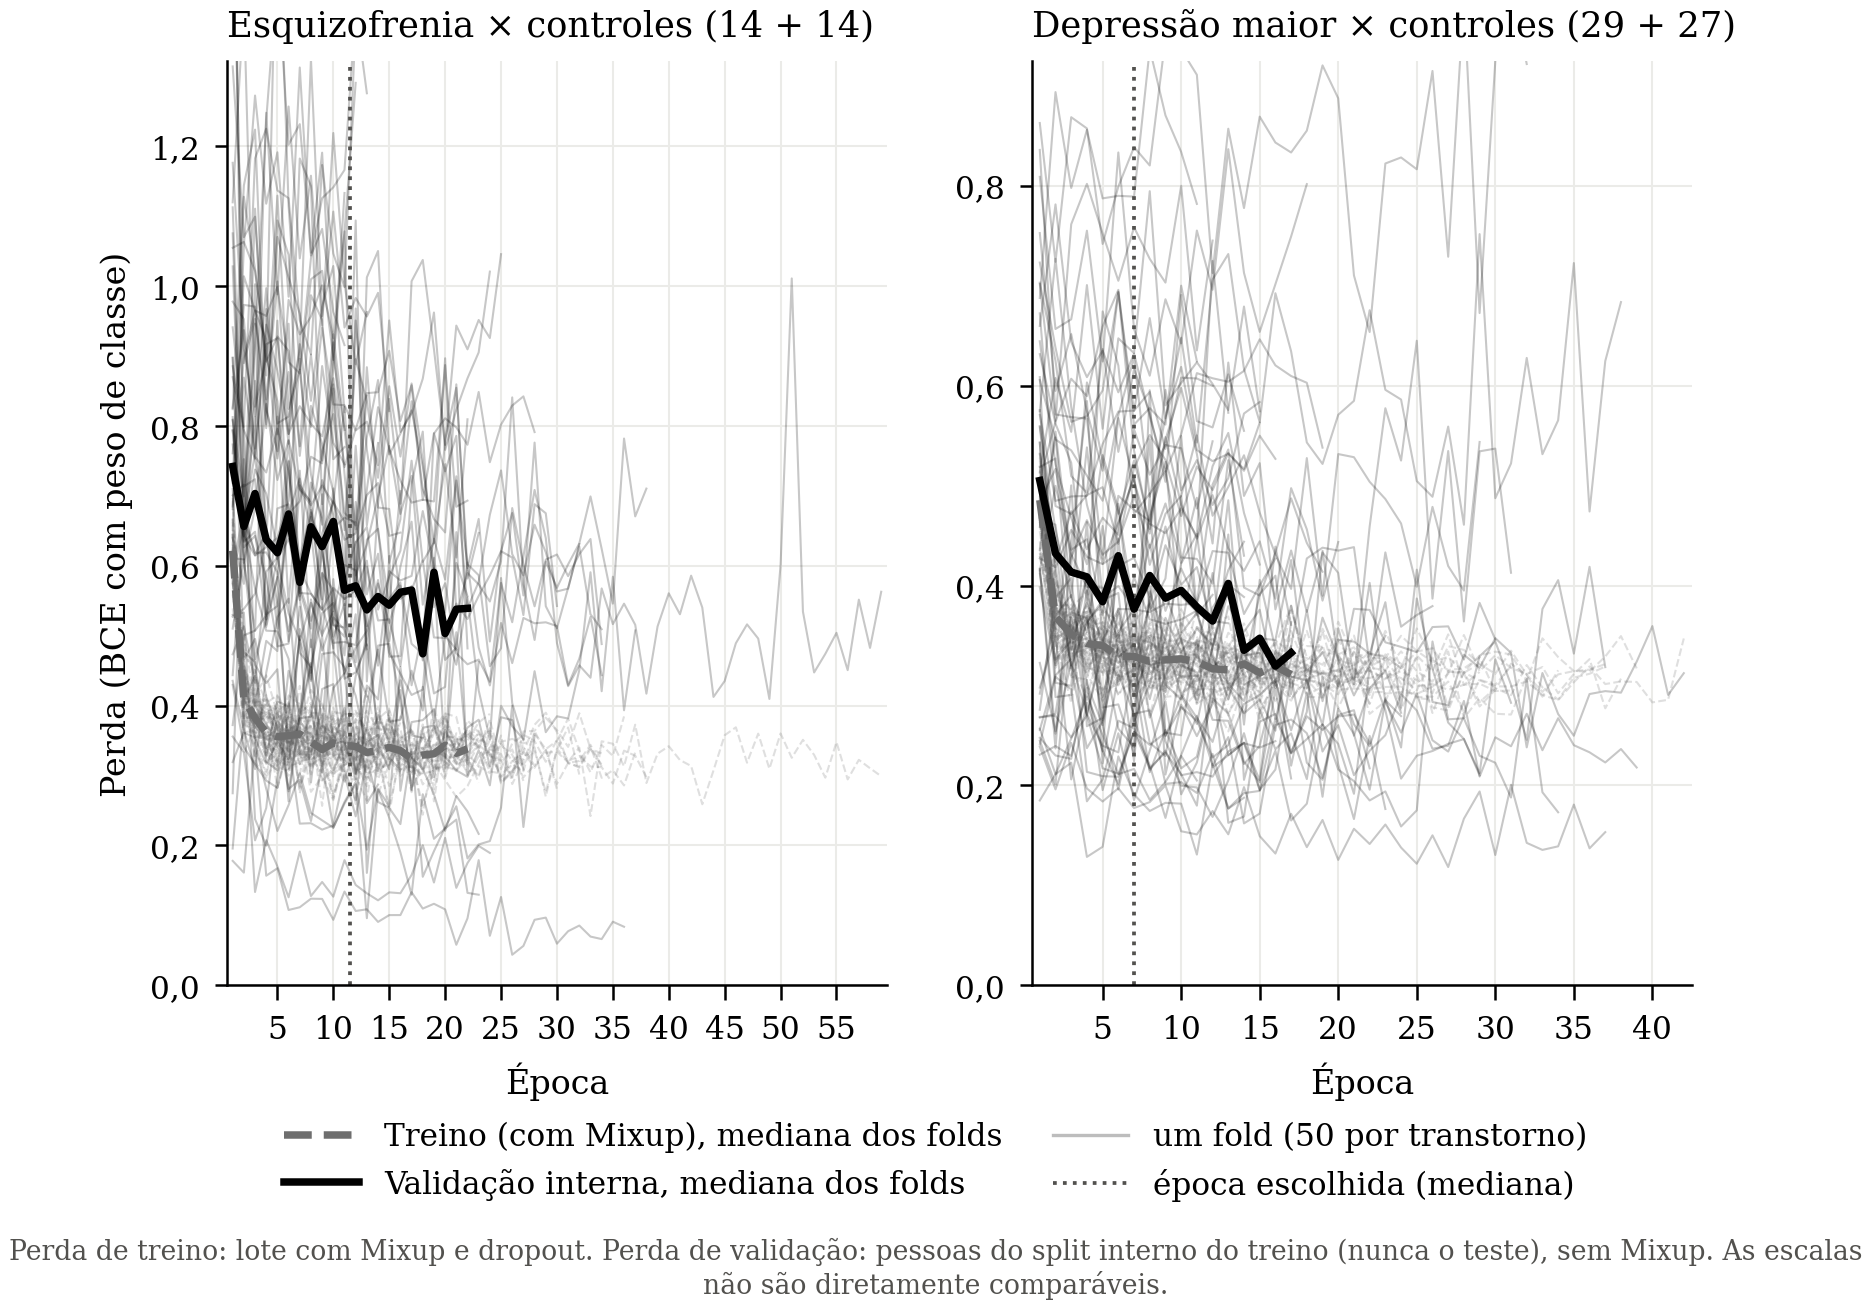 Esquizofrenia × controles (14 + 14)
Depressão maior × controles (29 + 27)
Perda (BCE com peso de classe)
1,2
1,0
0,8
0,6
0,4
0,2
0,0
5 10 15 20 25 30 35 40 45 50 55
Época
0,8
0,6
0,4
0,2
0,0
5 10 15 20 25 30 35 40
Época
Treino (com Mixup), mediana dos folds
Validação interna, mediana dos folds
um fold (50 por transtorno)
época escolhida (mediana)
Perda de treino: lote com Mixup e dropout. Perda de validação: pessoas do split interno do treino (nunca o teste), sem Mixup. As escalas
não são diretamente comparáveis.